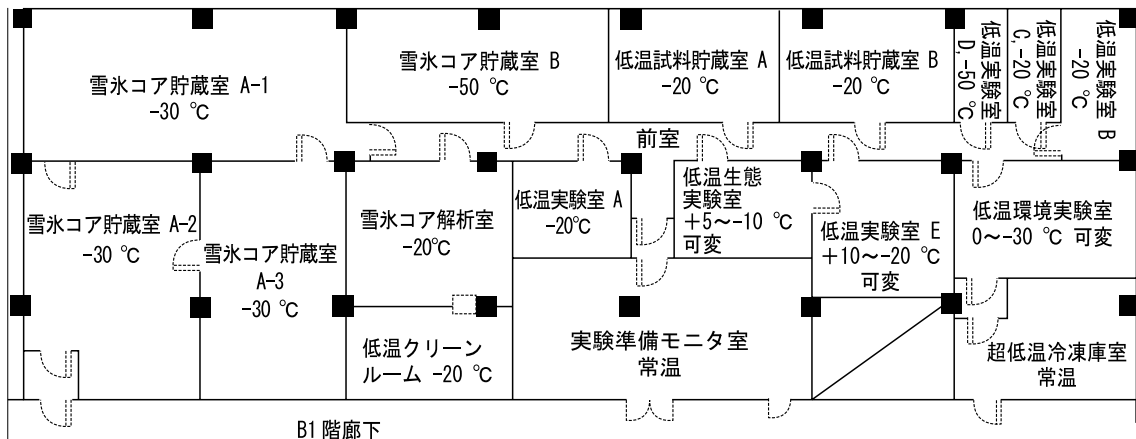 雪氷コア貯蔵室 A-1
-30 ℃
雪氷コア貯蔵室 B
-50 ℃
低温試料貯蔵室 A
-20 ℃
低温試料貯蔵室 B
-20 ℃
低温実験室
D, -50 ℃
低温実験室
C, -20 ℃
低温実験室 B
-20 ℃
前室
雪氷コア貯蔵室 A-2
-30 ℃
雪氷コア貯蔵室
A-3
-30 ℃
雪氷コア解析室
-20℃
低温実験室 A
-20℃
低温生態
実験室
+5~-10 ℃
可変
低温実験室 E
+10~-20 ℃
可変
低温環境実験室
0~-30 ℃ 可変
低温クリーン
ルーム -20 ℃
実験準備モニタ室
常温
超低温冷凍庫室
常温
B1 階廊下